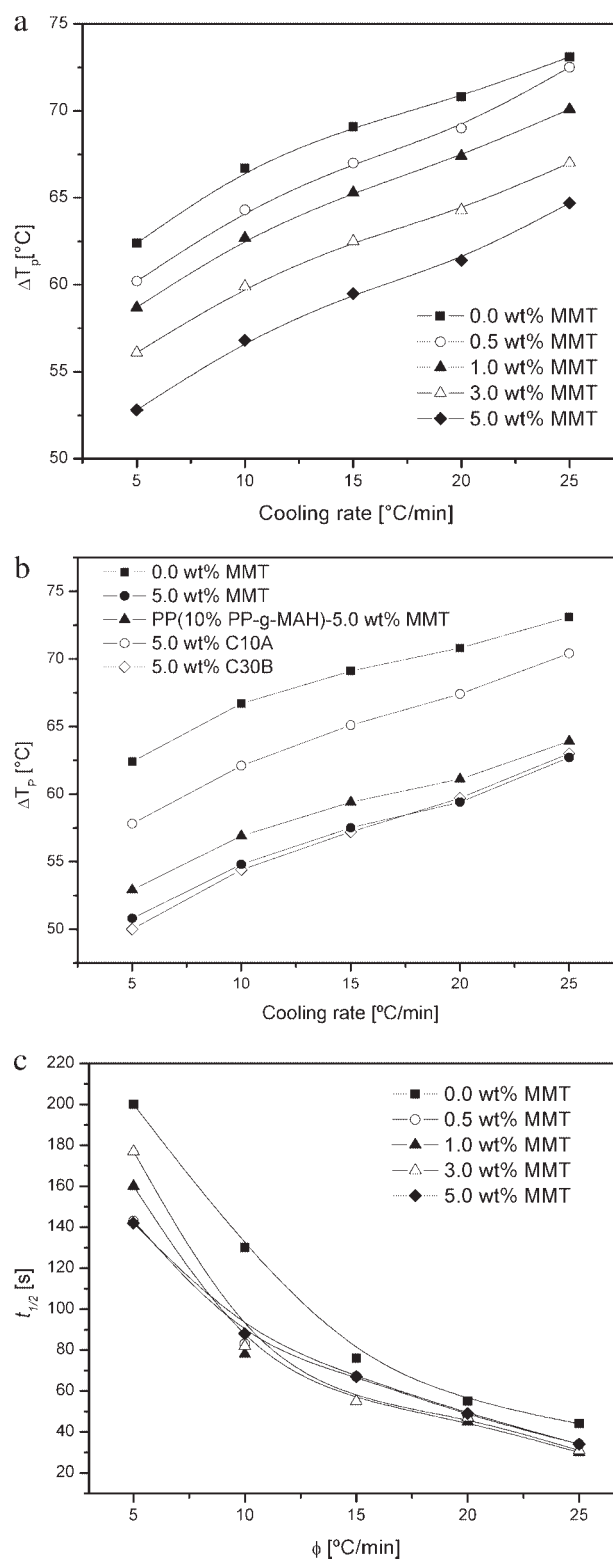 a
75
70
65
60
55
50
ΔTp[°C]
0.0 wt% MMT
0.5 wt% MMT
1.0 wt% MMT
3.0 wt% MMT
5.0 wt% MMT
5 10 15 20 25
Cooling rate [°C/min]
b
0.0 wt% MMT
5.0 wt% MMT
PP(10% PP-g-MAH)-5.0 wt% MMT
5.0 wt% C10A
5.0 wt% C30B
75
70
65
60
55
50
ΔTP [°C]
5 10 15 20 25
Cooling rate [ºC/min]
c
220
200
180
160
140
120
100
80
60
40
20
t1/2 [s]
0.0 wt% MMT
0.5 wt% MMT
1.0 wt% MMT
3.0 wt% MMT
5.0 wt% MMT
5 10 15 20 25
ϕ [ºC/min]